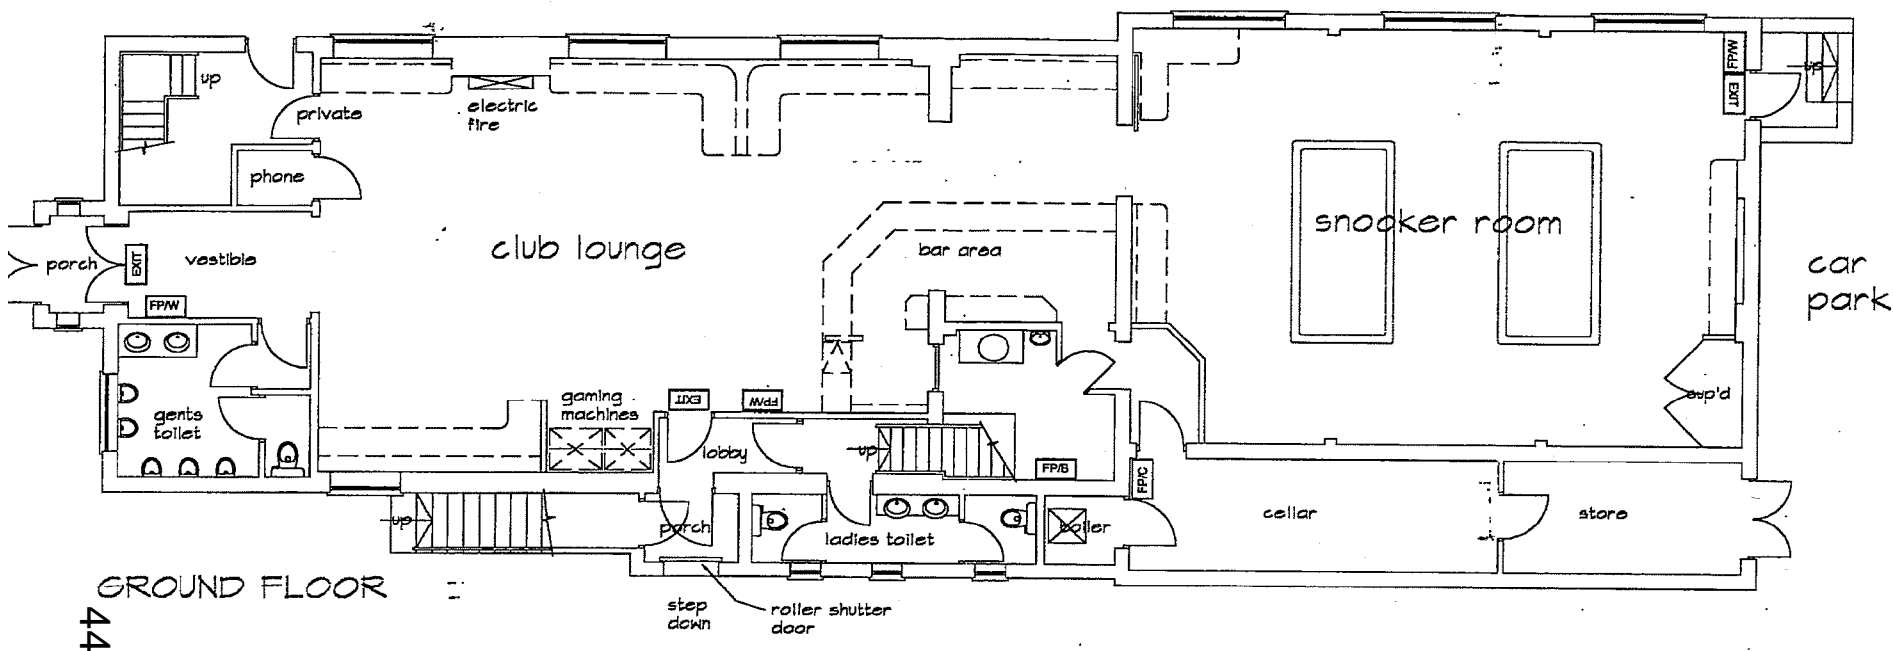 up
private
electric
fire
FP/W
EXIT
up
phone
snooker room
club lounge
bar area
vestible
porch
EXIT
FP/W
car
park
gents
toilet
gaming
machines
EXIT
FP/W
cup'd
lobby
up
FP/B
FP/C
up
porch
ladies toilet
boiler
cellar
store
GROUND FLOOR
step
down
roller shutter
door
44